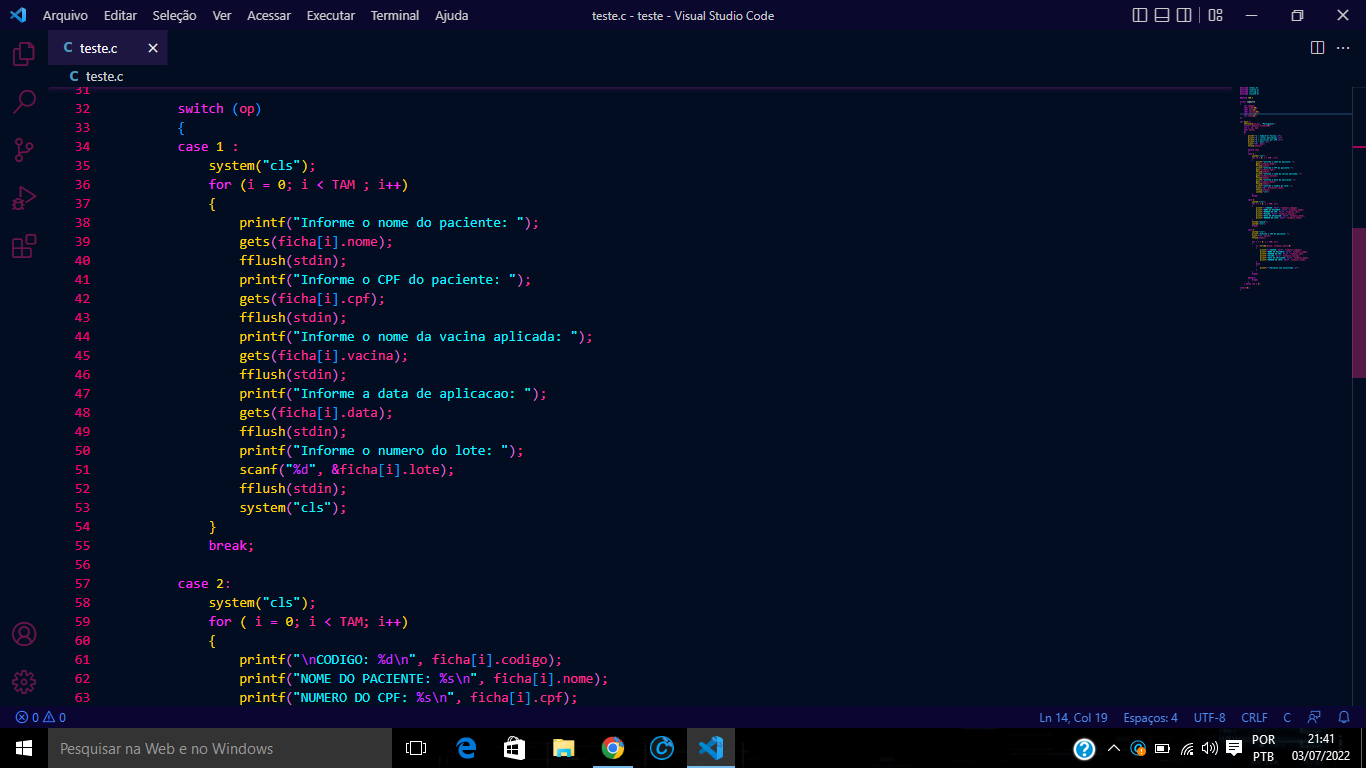 Arquivo Editar Seleção Ver Acessar Executar Terminal Ajuda teste.c - teste - Visual Studio Code
C teste.c
C teste.c
31
32 switch (op)
33 {
34 case 1 :
35 system("cls");
36 for (i = 0; i < TAM ; i++)
37 {
38 printf("Informe o nome do paciente: ");
39 gets(ficha[i].nome);
40 fflush(stdin);
41 printf("Informe o CPF do paciente: ");
42 gets(ficha[i].cpf);
43 fflush(stdin);
44 printf("Informe o nome da vacina aplicada: ");
45 gets(ficha[i].vacina);
46 fflush(stdin);
47 printf("Informe a data de aplicacao: ");
48 gets(ficha[i].data);
49 fflush(stdin);
50 printf("Informe o numero do lote: ");
51 scanf("%d", &ficha[i].lote);
52 fflush(stdin);
53 system("cls");
54 }
55 break;
56
57 case 2:
58 system("cls");
59 for ( i = 0; i < TAM; i++)
60 {
61 printf("\nCODIGO: %d\n", ficha[i].codigo);
62 printf("NOME DO PACIENTE: %s\n", ficha[i].nome);
63 printf("NUMERO DO CPF: %s\n", ficha[i].cpf);
0 0 Ln 14, Col 19 Espaços: 4 UTF-8 CRLF C
Pesquisar na Web e no Windows
POR
PTB
21:41
03/07/2022